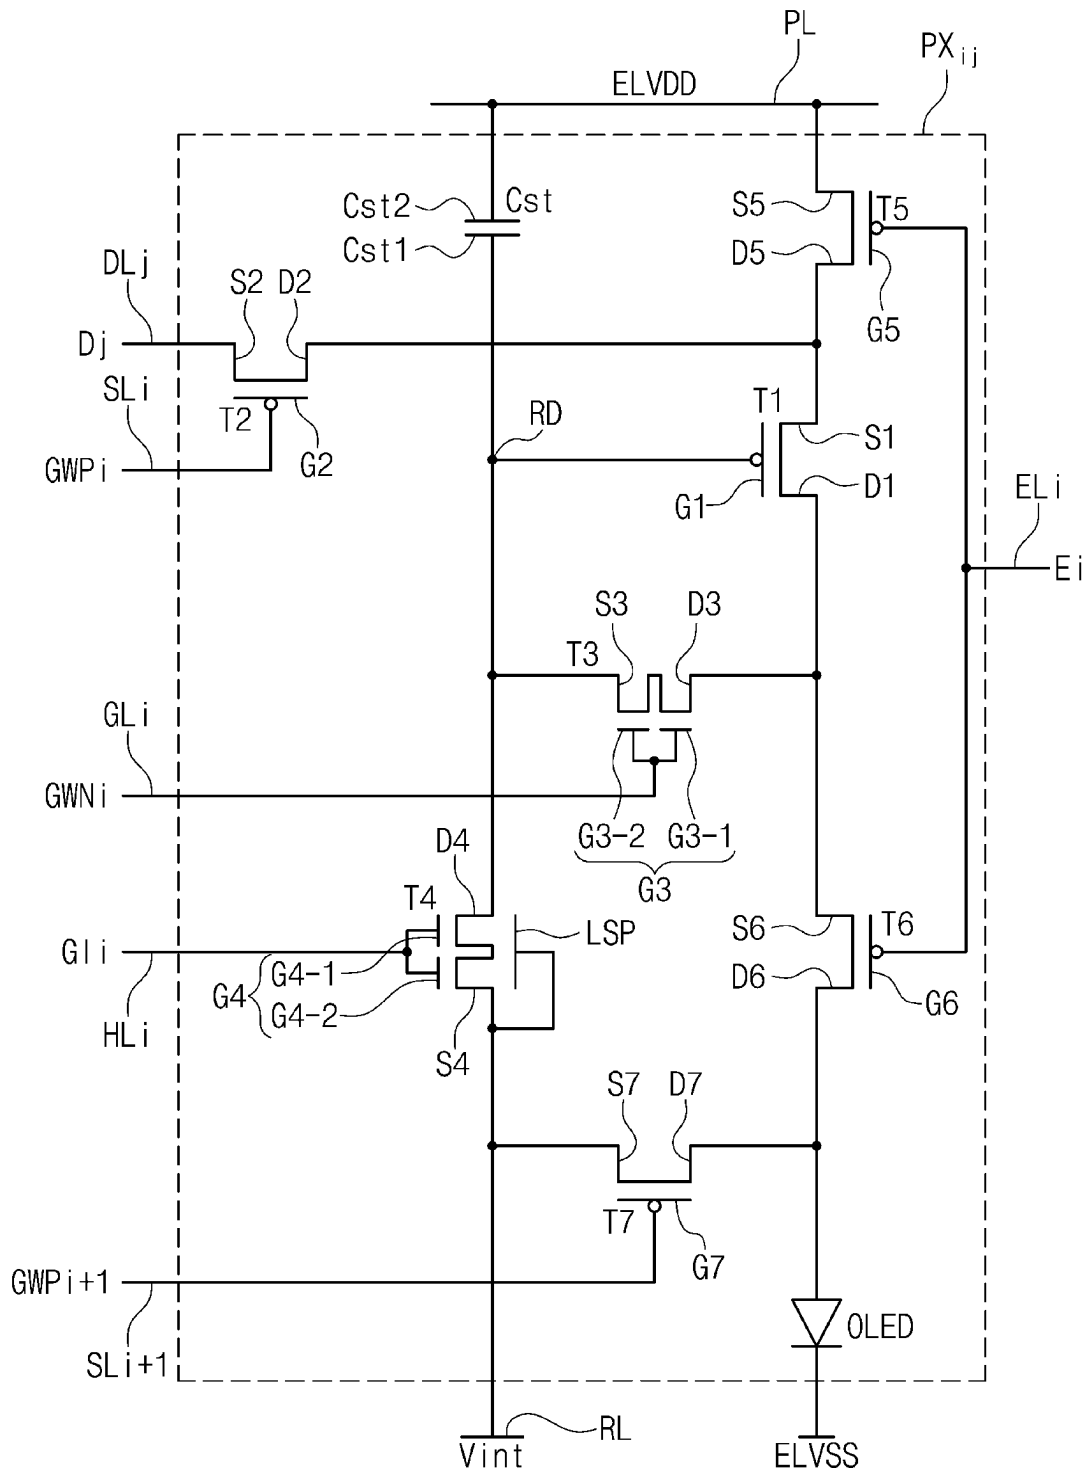 PL
PXij
ELVDD
Cst2
Cst
Cst1
S5
T5
D5
G5
DLj
S2
D2
Dj
SLi
T2
G2
GWPi
RD
T1
S1
G1
D1
ELi
Ei
S3
D3
T3
GLi
GWNi
G3-2
G3-1
G3
D4
T4
LSP
GIi
G4-1
G4
G4-2
HLi
S4
S6
T6
D6
G6
S7
D7
T7
G7
GWPi+1
SLi+1
OLED
RL
Vint
ELVSS